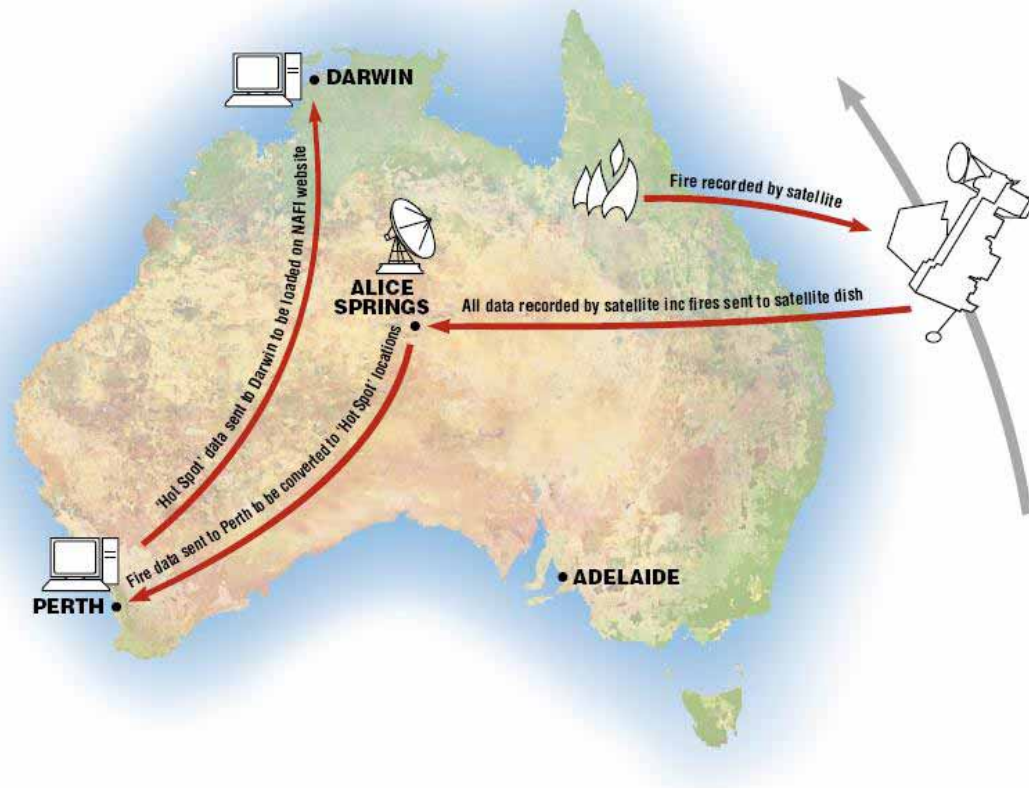 DARWIN
Fire recorded by satellite
'Hot Spot' data sent to Darwin to be loaded on NAFI website
ALICE
SPRINGS
All data recorded by satellite inc fires sent to satellite dish
Fire data sent to Perth to be converted to 'Hot Spot' locations
PERTH
ADELAIDE